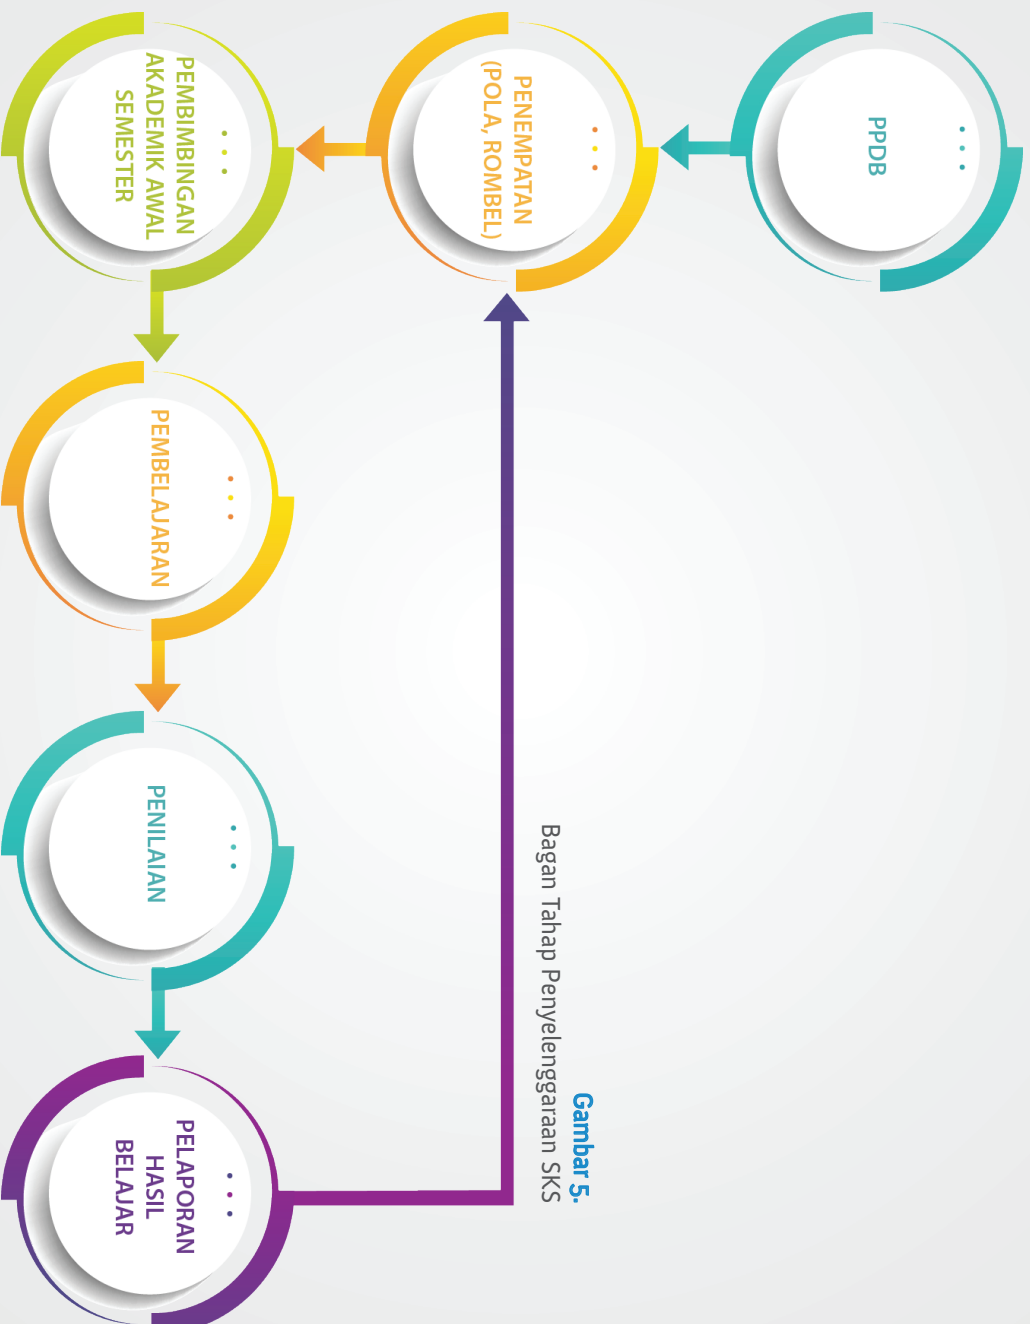 PPDB
PENEMPATAN
(POLA, ROMBEL)
PEMBIMBINGAN
AKADEMIK AWAL
SEMESTER
PEMBELAJARAN
PENILAIAN
PELAPORAN
HASIL
BELAJAR
Gambar 5.
Bagan Tahap Penyelenggaraan SKS